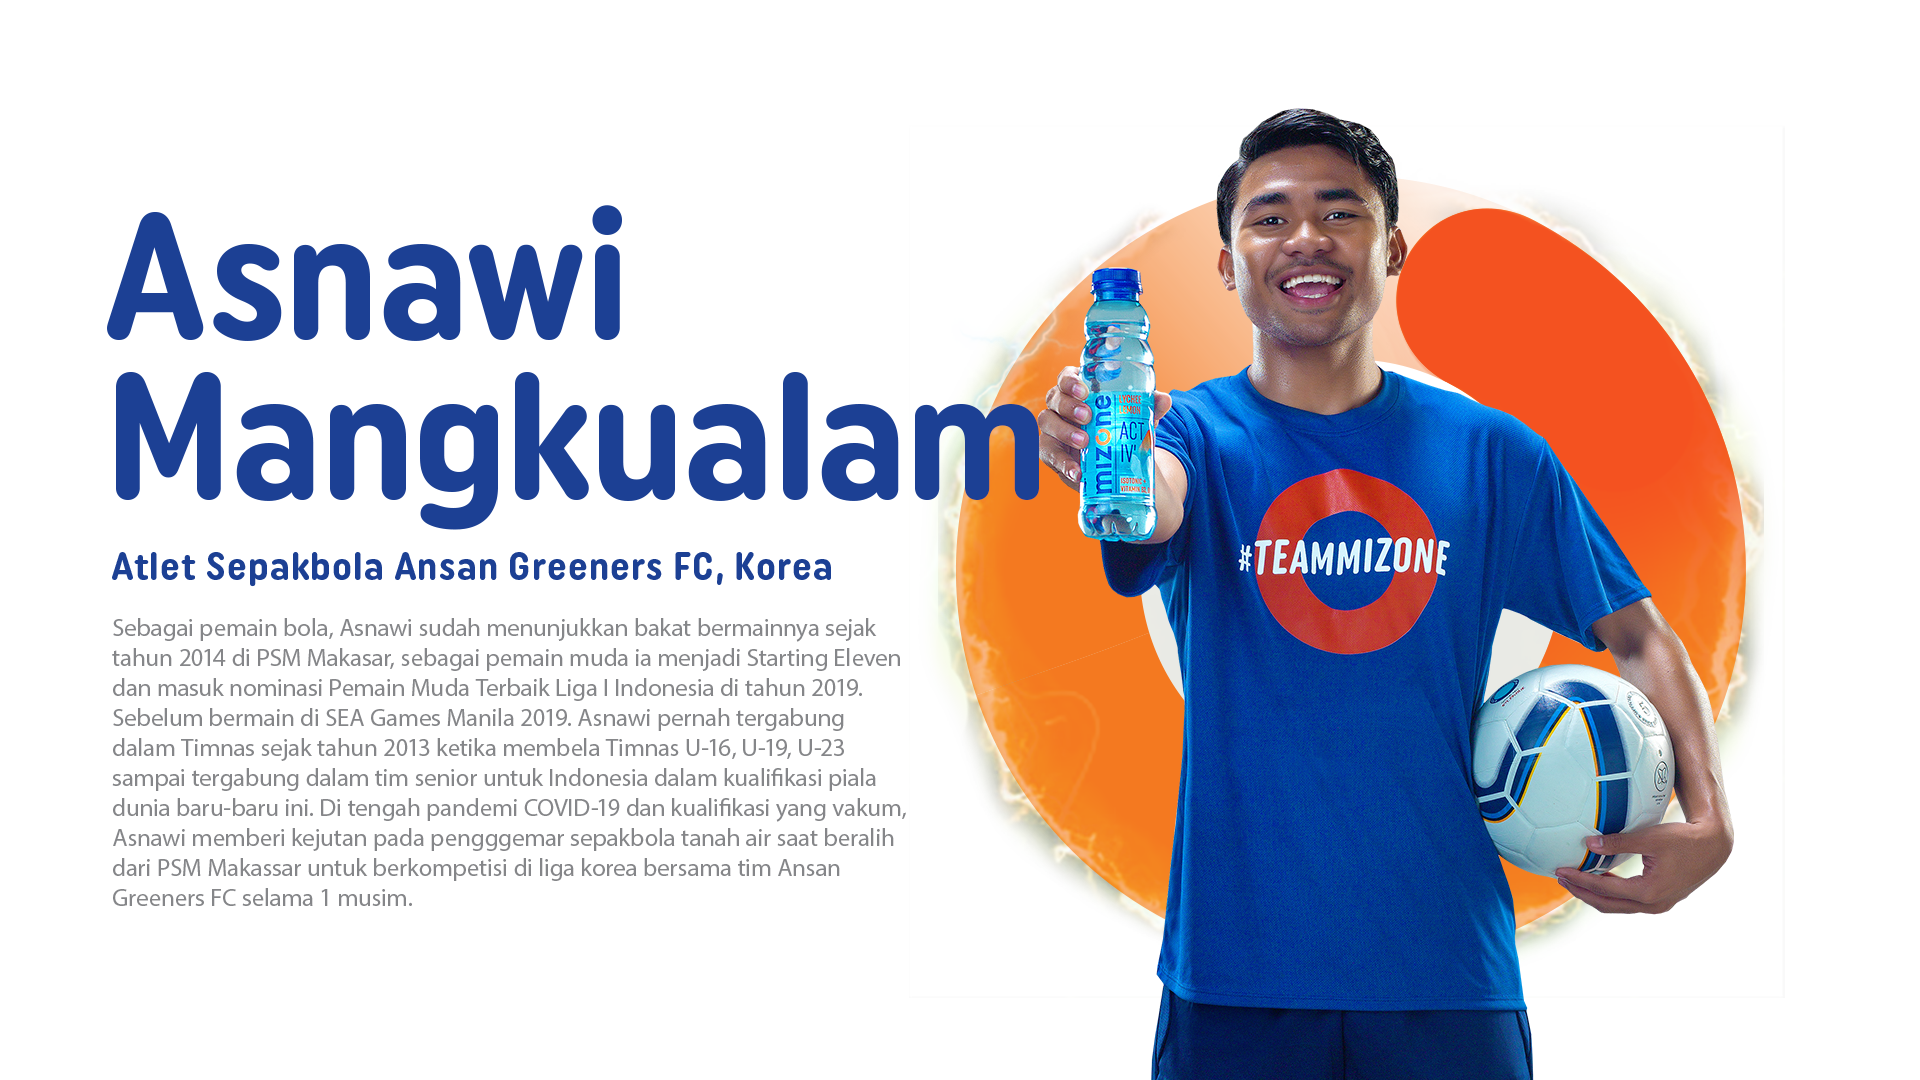 Asnawi
Mangkualam
Atlet Sepakbola Ansan Greeners FC, Korea
Sebagai pemain bola, Asnawi sudah menunjukkan bakat bermainnya sejak
tahun 2014 di PSM Makasar, sebagai pemain muda ia menjadi Starting Eleven
dan masuk nominasi Pemain Muda Terbaik Liga I Indonesia di tahun 2019.
Sebelum bermain di SEA Games Manila 2019. Asnawi pernah tergabung
dalam Timnas sejak tahun 2013 ketika membela Timnas U-16, U-19, U-23
sampai tergabung dalam tim senior untuk Indonesia dalam kualifikasi piala
dunia baru-baru ini. Di tengah pandemi COVID-19 dan kualifikasi yang vakum,
Asnawi memberi kejutan pada pengggemar sepakbola tanah air saat beralih
dari PSM Makassar untuk berkompetisi di liga korea bersama tim Ansan
Greeners FC selama 1 musim.
mizone
LYCHEE
LEMON
ACT
IV'
ISOTONIC +
#TEAMMIZONE